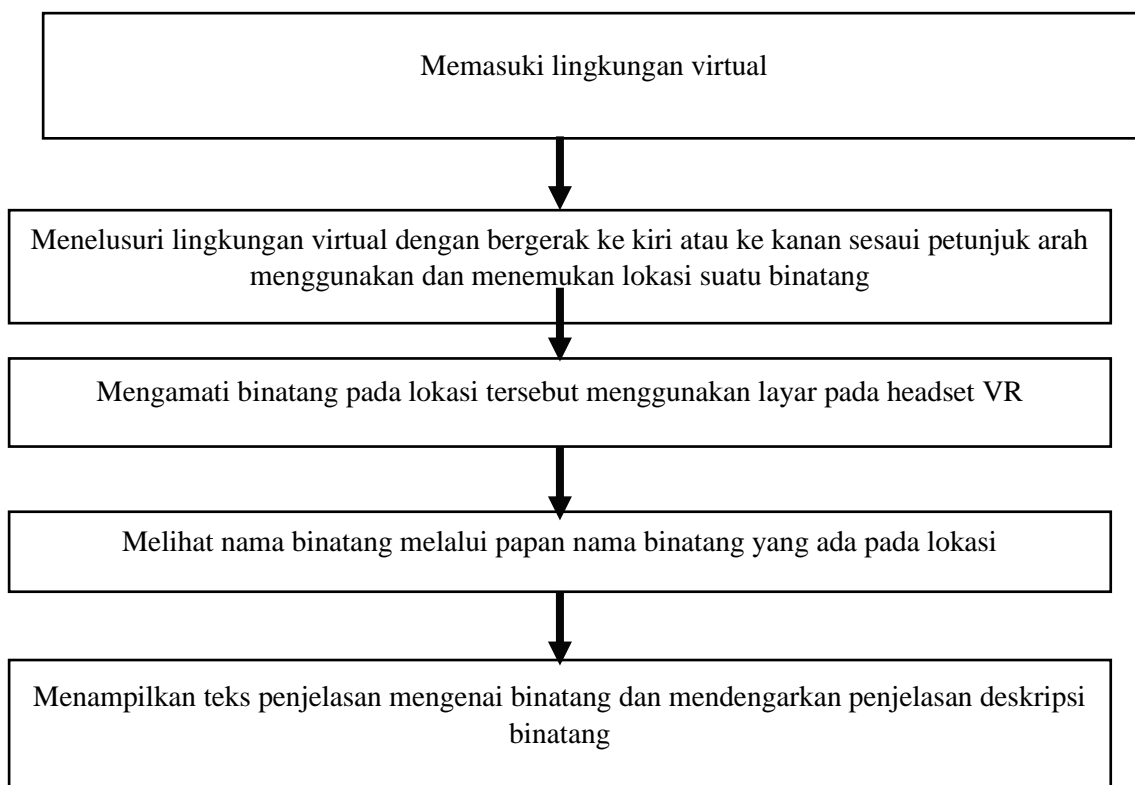 Memasuki lingkungan virtual
Menelusuri lingkungan virtual dengan bergerak ke kiri atau ke kanan sesaui petunjuk arah
menggunakan dan menemukan lokasi suatu binatang
Mengamati binatang pada lokasi tersebut menggunakan layar pada headset VR
Melihat nama binatang melalui papan nama binatang yang ada pada lokasi
Menampilkan teks penjelasan mengenai binatang dan mendengarkan penjelasan deskripsi
binatang